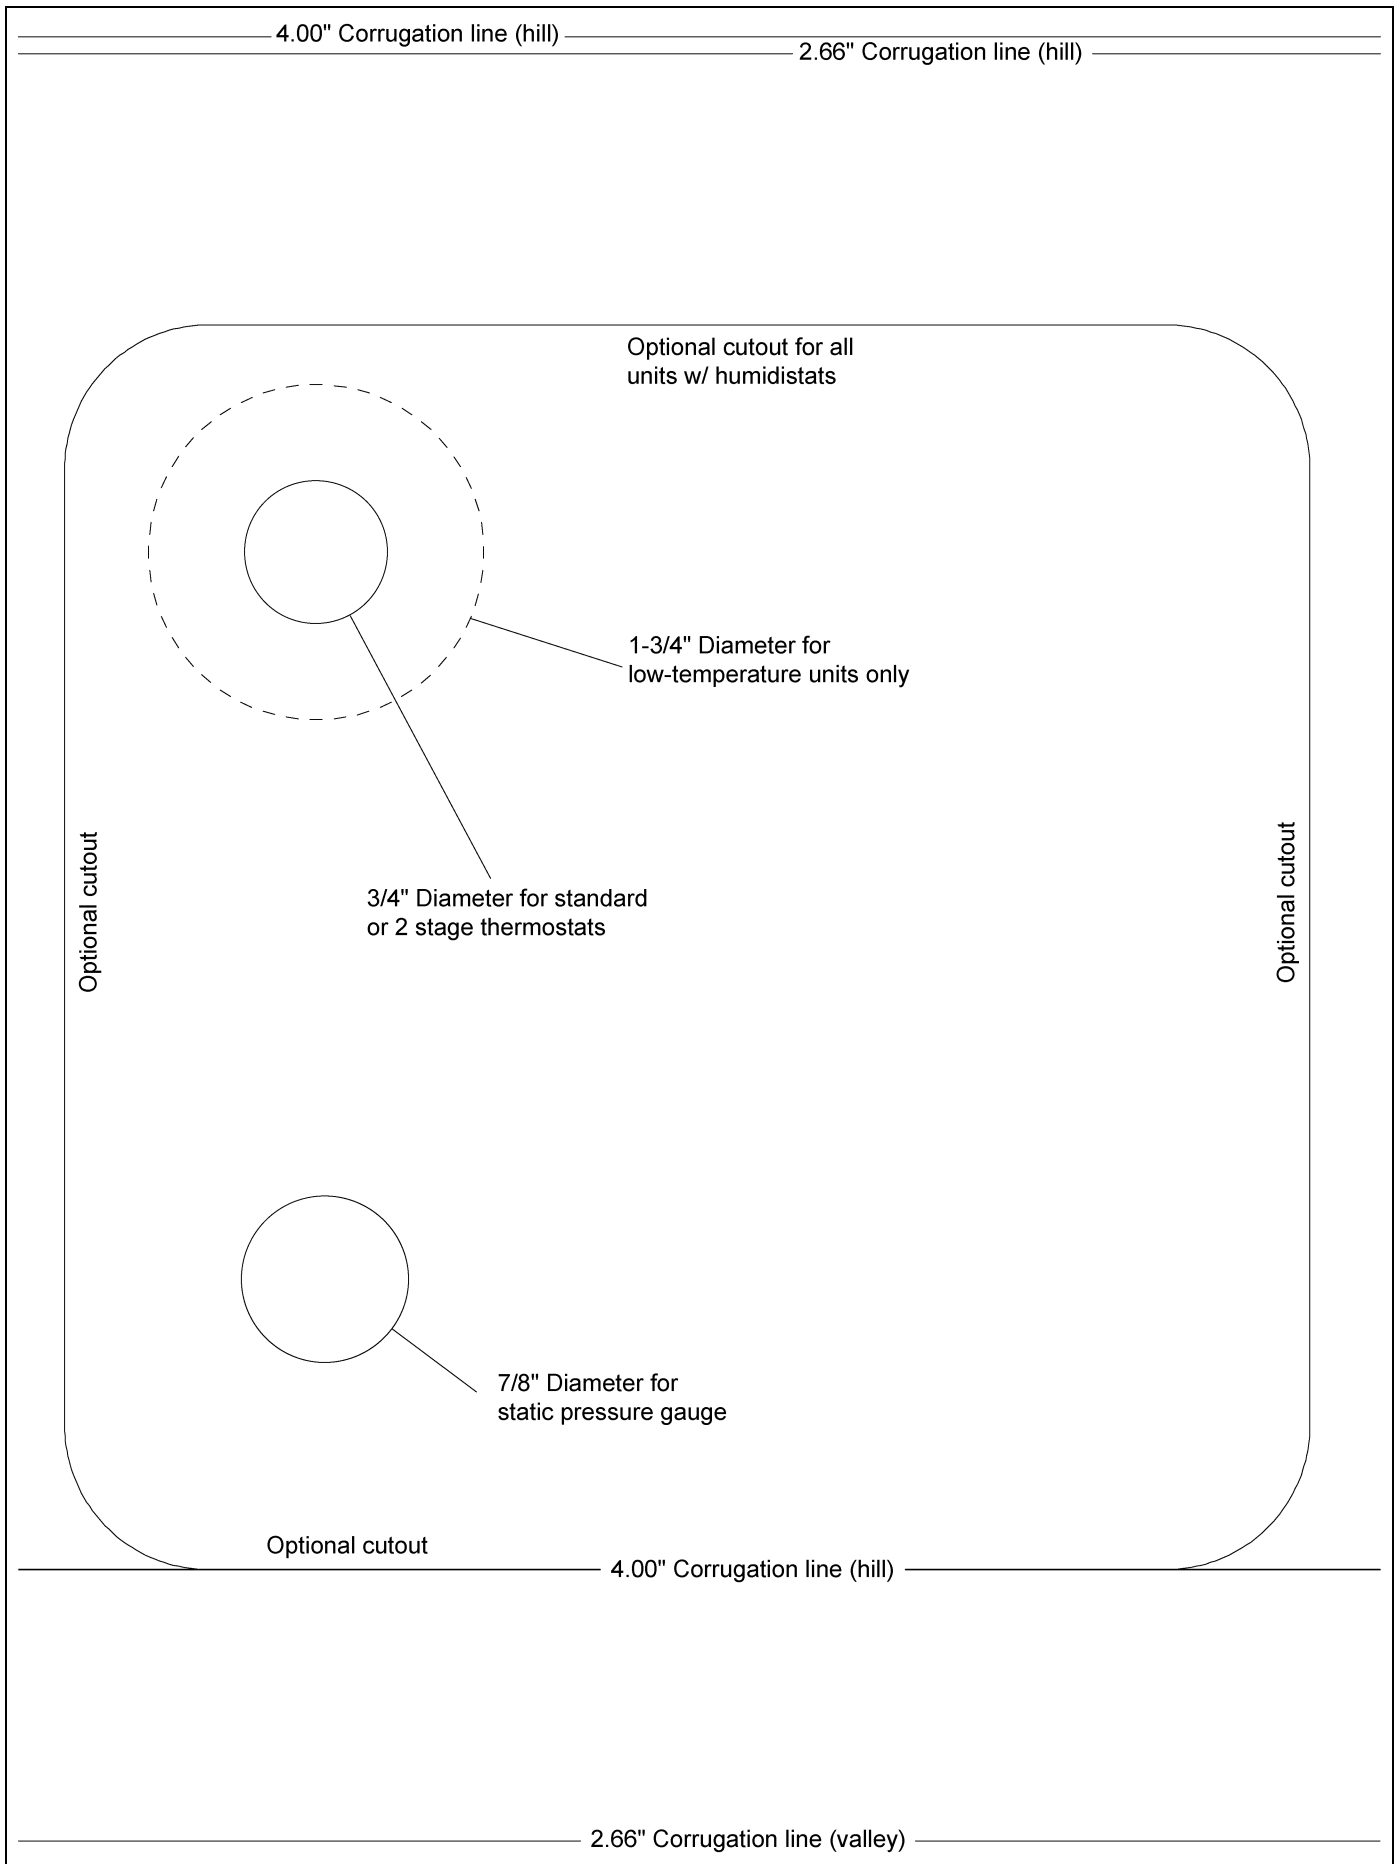 4.00" Corrugation line (hill)
2.66" Corrugation line (hill)
Optional cutout for all
units w/ humidistats
1-3/4" Diameter for
low-temperature units only
Optional cutout
Optional cutout
3/4" Diameter for standard
or 2 stage thermostats
7/8" Diameter for
static pressure gauge
Optional cutout
4.00" Corrugation line (hill)
2.66" Corrugation line (valley)